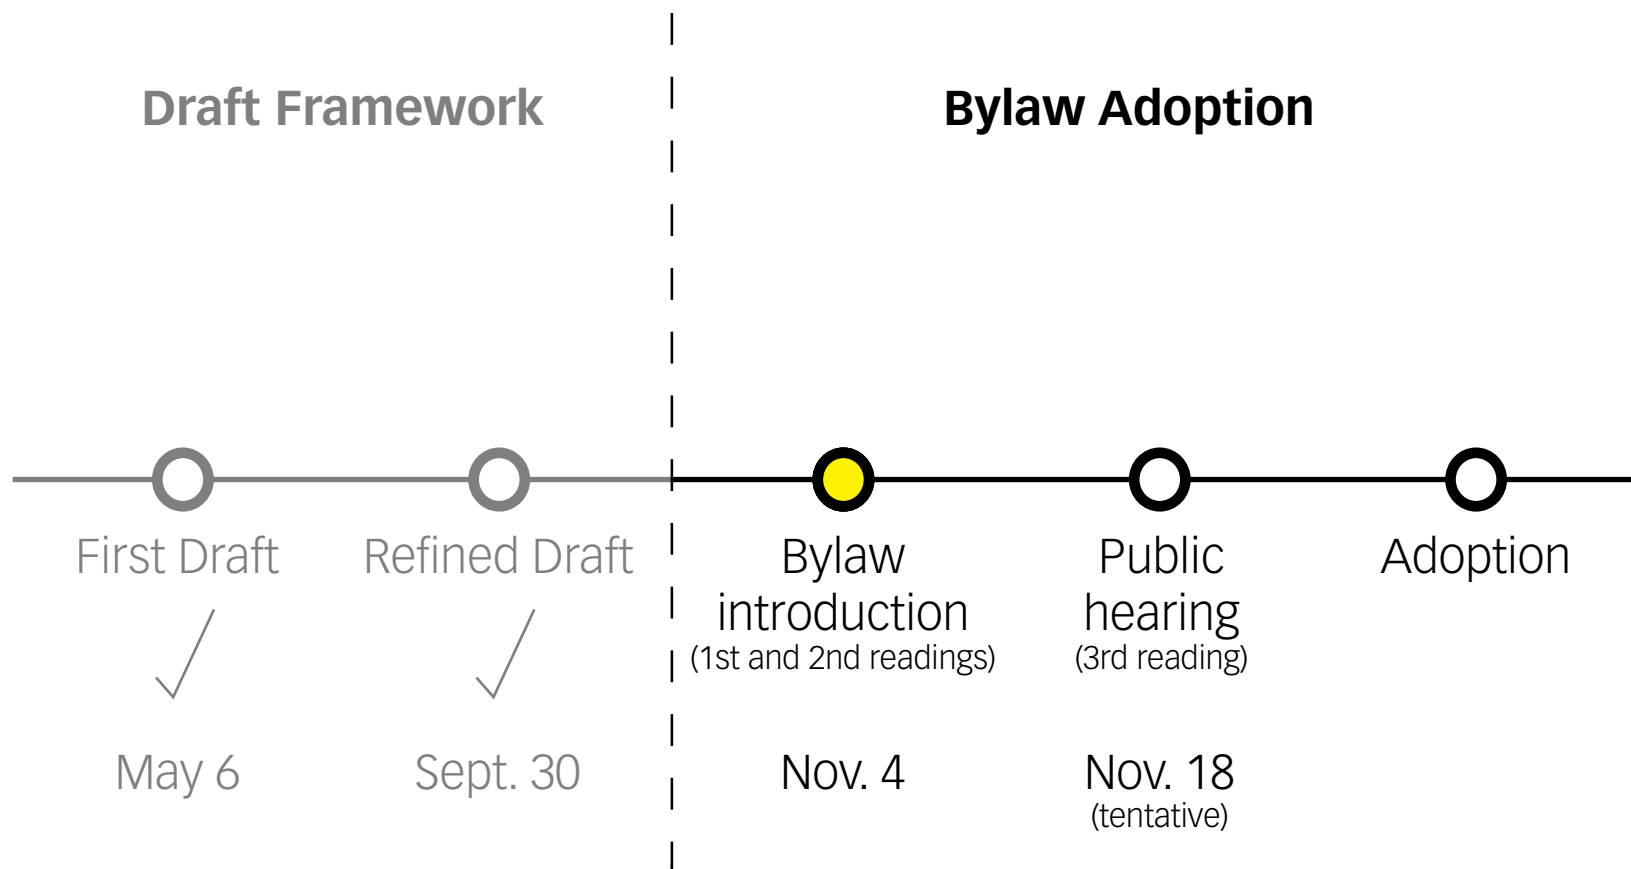 Draft Framework
Bylaw Adoption
First Draft
Refined Draft
Bylaw
introduction
(1st and 2nd readings)
Public
hearing
(3rd reading)
Adoption
May 6
Sept. 30
Nov. 4
Nov. 18
(tentative)